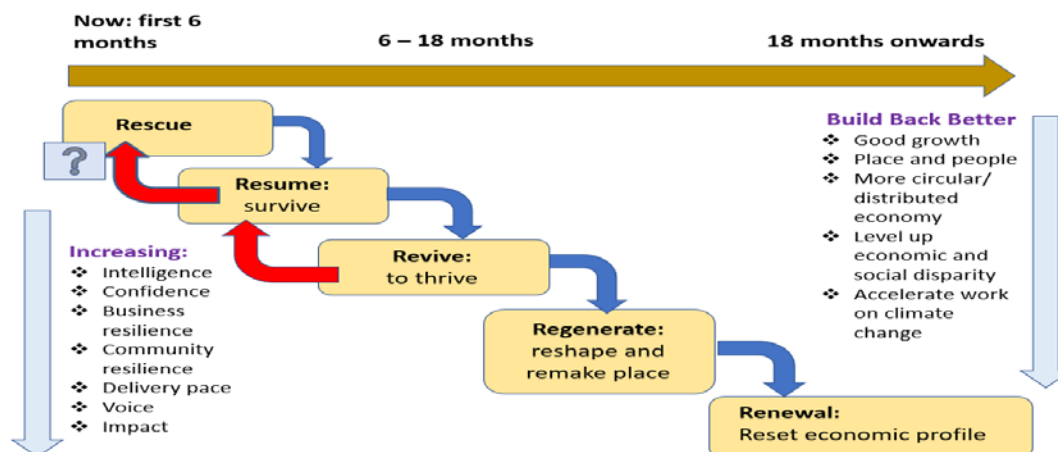 Now: first 6
months
6 – 18 months
18 months onwards
Rescue
?
Resume:
survive
Revive:
to thrive
Regenerate:
reshape and
remake place
Renewal:
Reset economic profile
Increasing:
❖ Intelligence
❖ Confidence
❖ Business
resilience
❖ Community
resilience
❖ Delivery pace
❖ Voice
❖ Impact
Build Back Better
❖ Good growth
❖ Place and people
❖ More circular/
distributed
economy
❖ Level up
economic and
social disparity
❖ Accelerate work
on climate
change